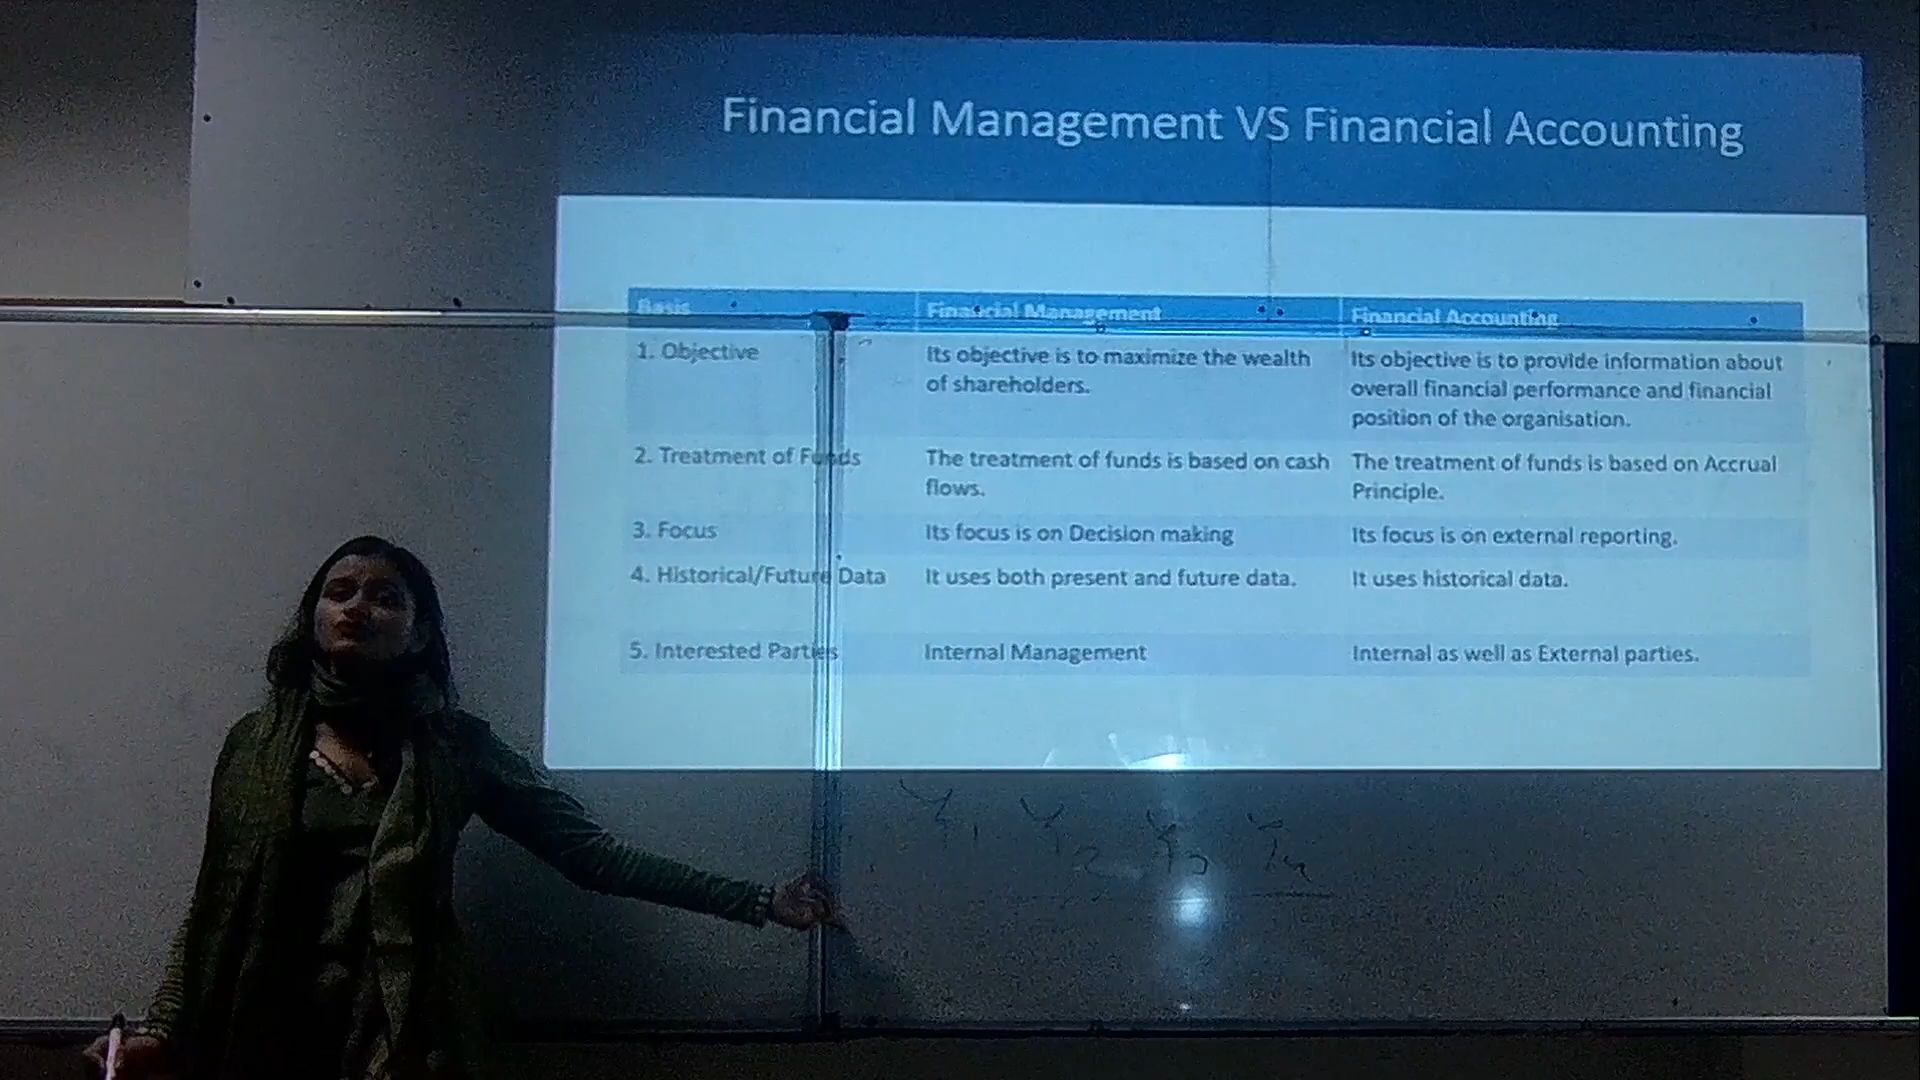 Financial Management VS Financial Accounting
Basis Financial Management Financial Accounting
1. Objective Its objective is to maximize the wealth Its objective is to provide information about
of shareholders. overall financial performance and financial
position of the organisation.
2. Treatment of Funds The treatment of funds is based on cash The treatment of funds is based on Accrual
flows. Principle.
3. Focus Its focus is on Decision making Its focus is on external reporting.
4. Historical/Future Data It uses both present and future data. It uses historical data.
5. Interested Parties Internal Management Internal as well as External parties.
Y1 Y2 Y3 Y4